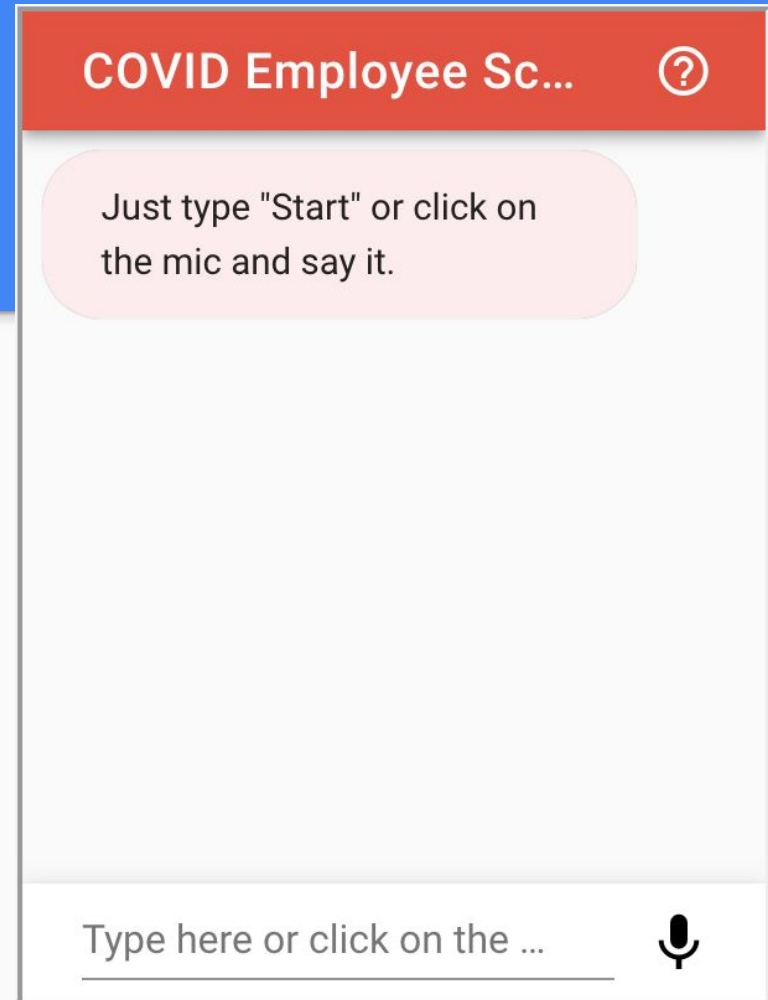 COVID Employee Sc...
Just type "Start" or click on
the mic and say it.
Type here or click on the ...